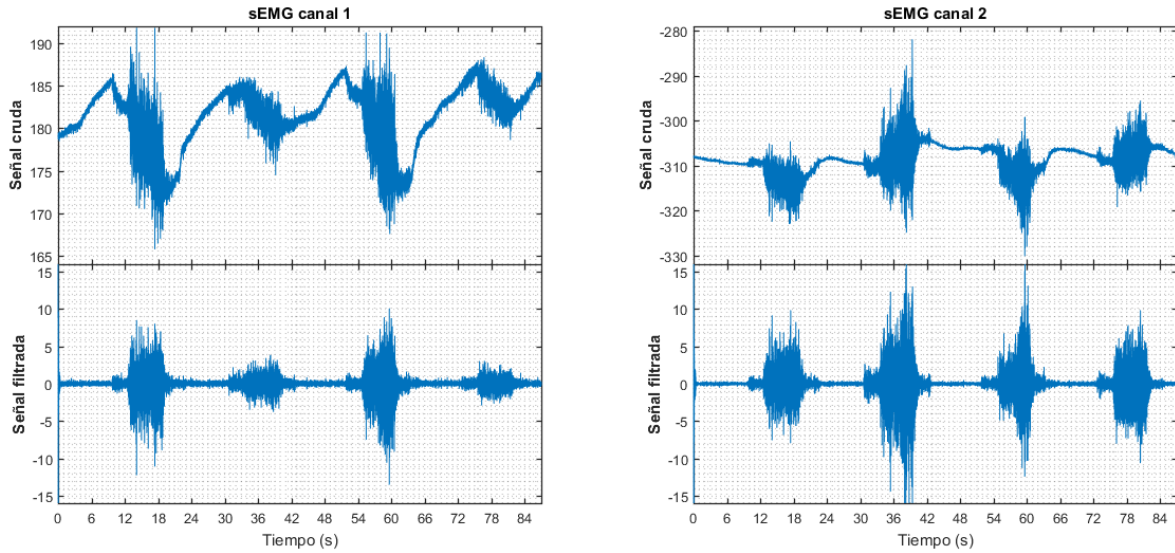 sEMG canal 1
Señal cruda
190
185
180
175
170
165
Señal filtrada
15
10
5
0
-5
-10
-15
0 6 12 18 24 30 36 42 48 54 60 66 72 78 84
Tiempo (s)
sEMG canal 2
Señal cruda
-280
-290
-300
-310
-320
-330
Señal filtrada
15
10
5
0
-5
-10
-15
0 6 12 18 24 30 36 42 48 54 60 66 72 78 84
Tiempo (s)